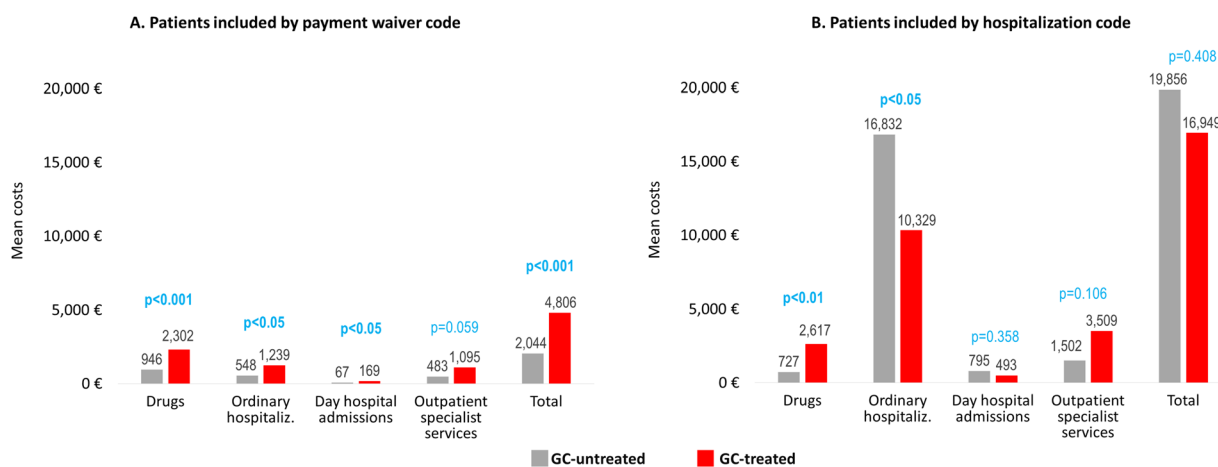 A. Patients included by payment waiver code
Mean costs
20,000 €
15,000 €
10,000 €
5,000 €
0 €
p<0.001
946
2,302
p<0.05
548
1,239
p<0.05
67
169
p=0.059
483
1,095
p<0.001
2,044
4,806
Drugs
Ordinary
hospitaliz.
Day hospital
admissions
Outpatient
specialist
services
Total
B. Patients included by hospitalization code
Mean costs
20,000 €
15,000 €
10,000 €
5,000 €
0 €
p<0.01
727
2,617
p<0.05
16,832
10,329
p=0.358
795
493
p=0.106
1,502
3,509
p=0.408
19,856
16,949
Drugs
Ordinary
hospitaliz.
Day hospital
admissions
Outpatient
specialist
services
Total
GC-untreated
GC-treated